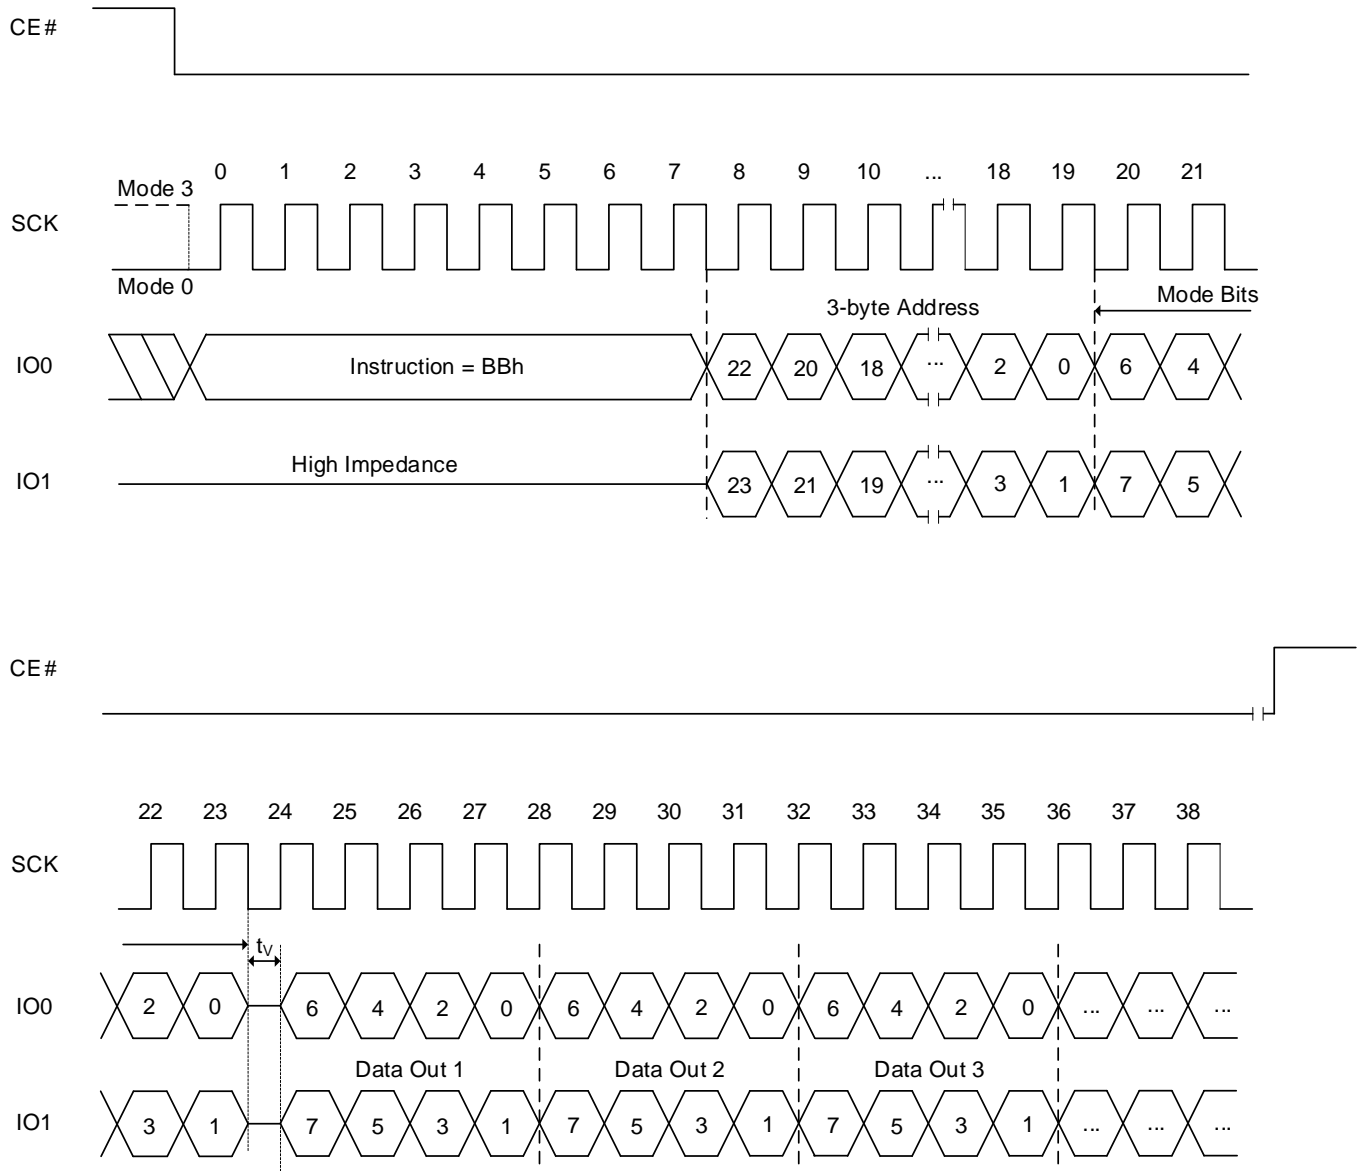 CE#
0 1 2 3 4 5 6 7 8 9 10 ... 18 19 20 21
Mode 3
SCK
Mode 0
3-byte Address
Mode Bits
IO0
Instruction = BBh
22 20 18 ... 2 0 6 4
High Impedance
IO1
23 21 19 ... 3 1 7 5
CE#
22 23 24 25 26 27 28 29 30 31 32 33 34 35 36 37 38
SCK
tV
IO0
2 0 6 4 2 0 6 4 2 0 6 4 2 0 ... ... ...
Data Out 1 Data Out 2 Data Out 3
IO1
3 1 7 5 3 1 7 5 3 1 7 5 3 1 ... ... ...